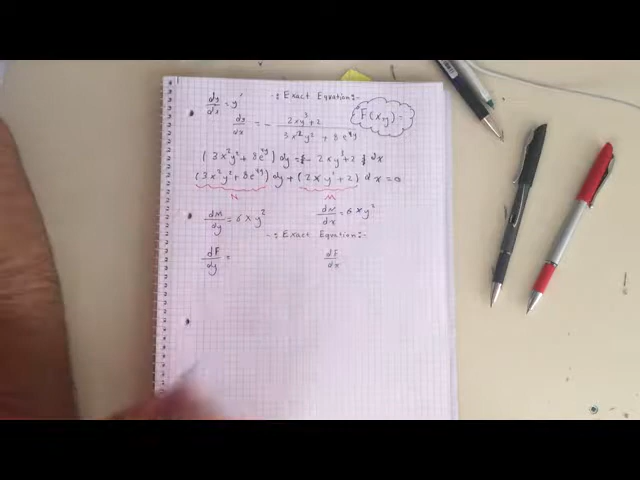 dy/dx = y' -: Exact Equation:-
F(x,y) =
dy/dx = - (2xy³+2)/(3x²y² + 8e^4y)
(3x²y² + 8e^4y) dy = {- 2xy³+2} dx
(3x²y² + 8e^4y) dy + (2xy³+2) dx = 0
N M
dM/dy = 6xy² dN/dx = 6xy²
-: Exact Equation:-
dF/dy = dF/dx